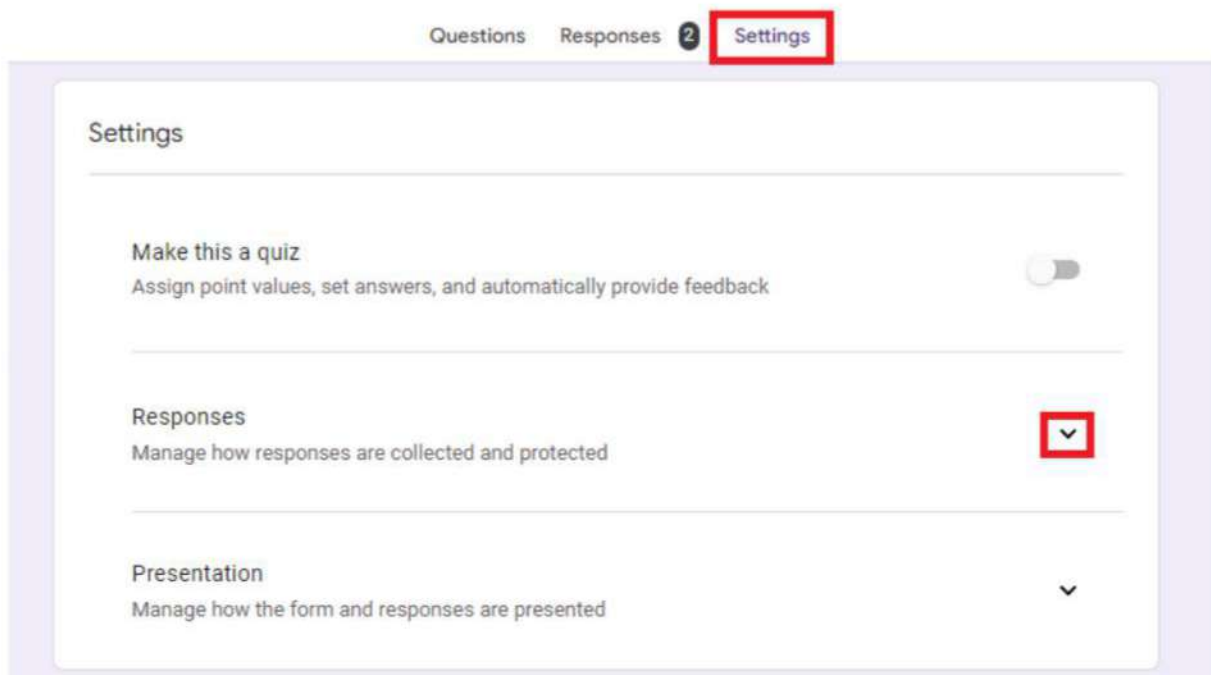 Questions Responses 2 Settings
Settings
Make this a quiz
Assign point values, set answers, and automatically provide feedback
Responses
Manage how responses are collected and protected
Presentation
Manage how the form and responses are presented